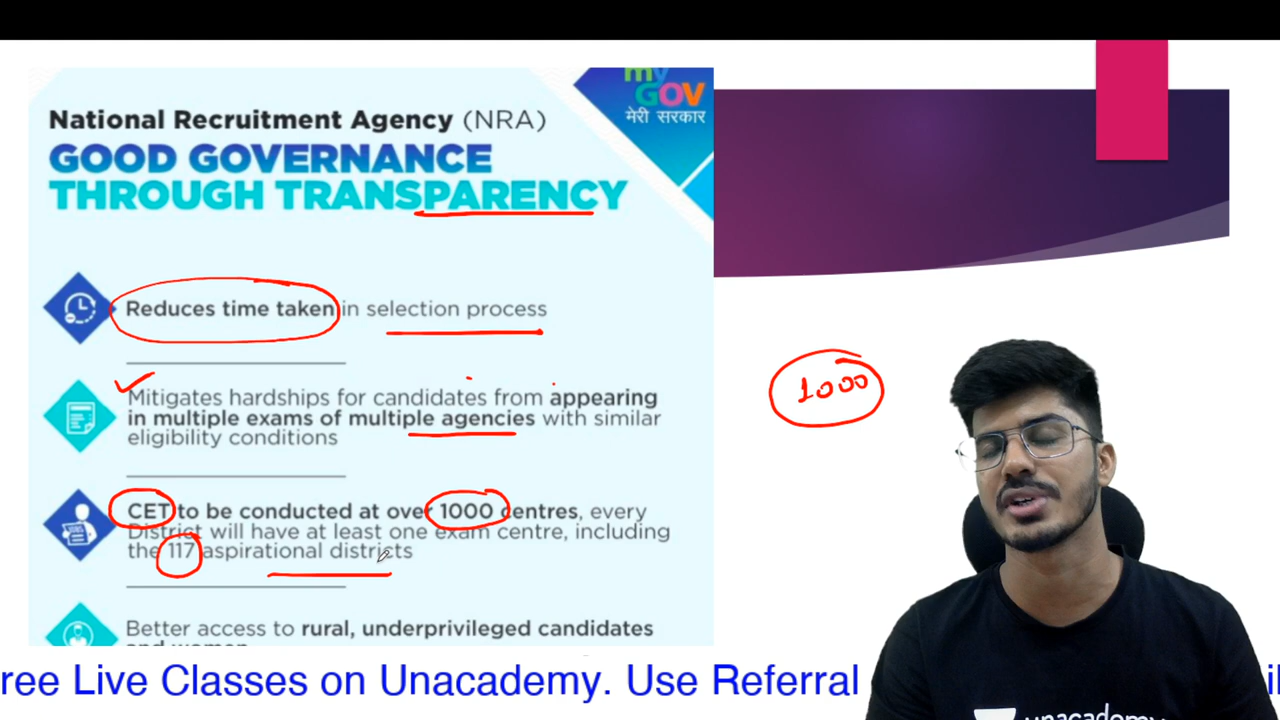 my
GOV
मेरी सरकार
National Recruitment Agency (NRA)
GOOD GOVERNANCE
THROUGH TRANSPARENCY
Reduces time taken in selection process
Mitigates hardships for candidates from appearing
in multiple exams of multiple agencies with similar
eligibility conditions
1000
CET to be conducted at over 1000 centres, every
District will have at least one exam centre, including
the 117 aspirational districts
Better access to rural, underprivileged candidates
and women
ree Live Classes on Unacademy. Use Referral
unacademy